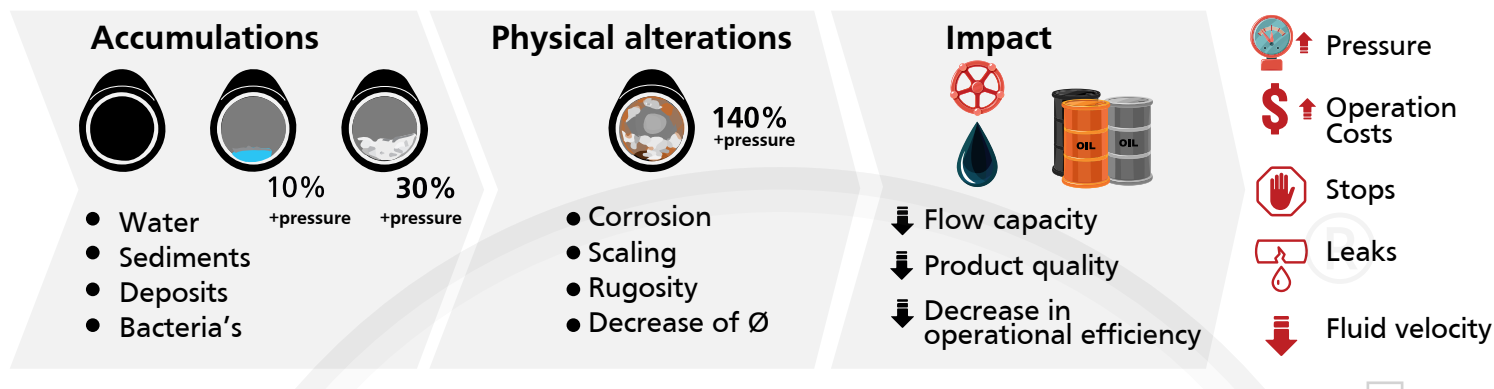 Accumulations
10%
+pressure
30%
+pressure
Water
Sediments
Deposits
Bacteria’s
Physical alterations
140%
+pressure
Corrosion
Scaling
Rugosity
Decrease of Ø
Impact
OIL
OIL
Flow capacity
Product quality
Decrease in
operational efficiency
Pressure
$
Operation
Costs
Stops
Leaks
®
Fluid velocity